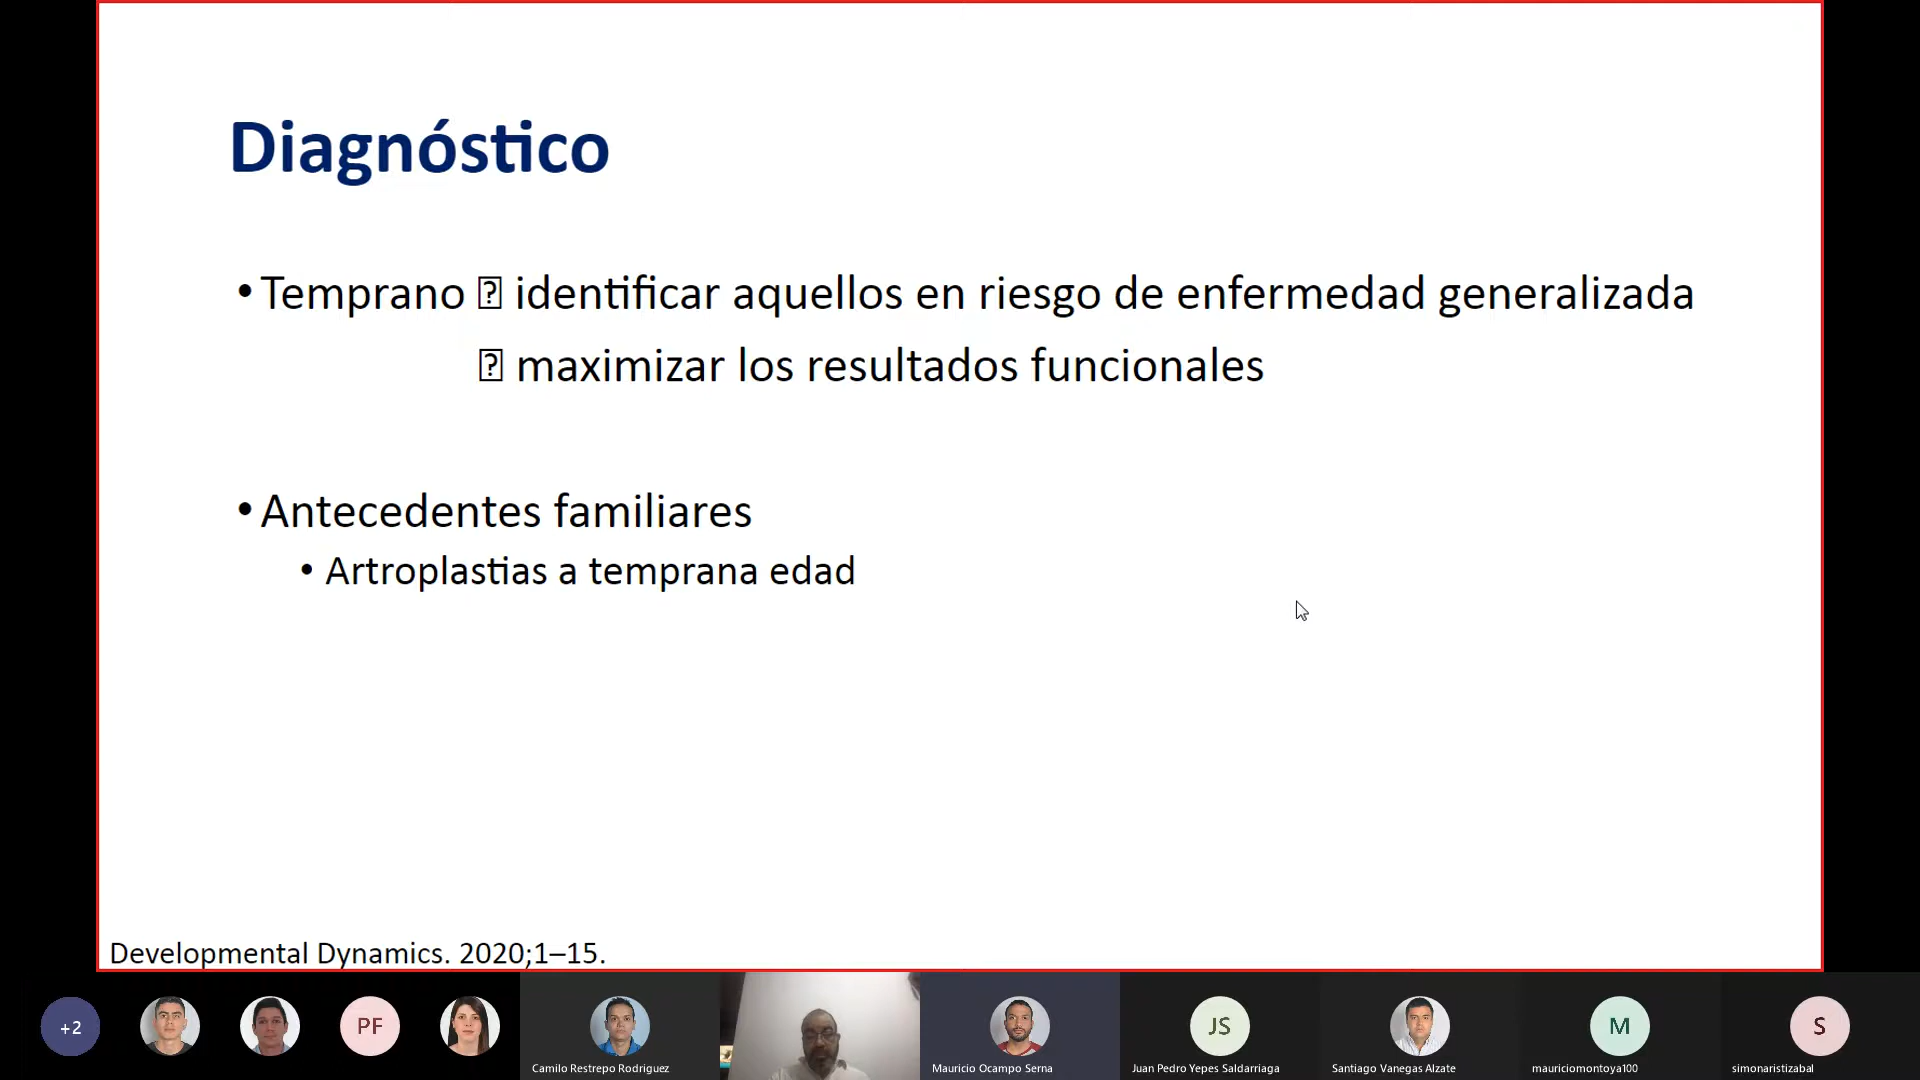 Diagnóstico
• Temprano ⍰ identificar aquellos en riesgo de enfermedad generalizada
⍰ maximizar los resultados funcionales
• Antecedentes familiares
• Artroplastias a temprana edad
Developmental Dynamics. 2020;1–15.
+2
PF
JS
M
S
Camilo Restrepo Rodriguez
Mauricio Ocampo Serna
Juan Pedro Yepes Saldarriaga
Santiago Vanegas Alzate
mauriciomontoya100
simonaristizabal